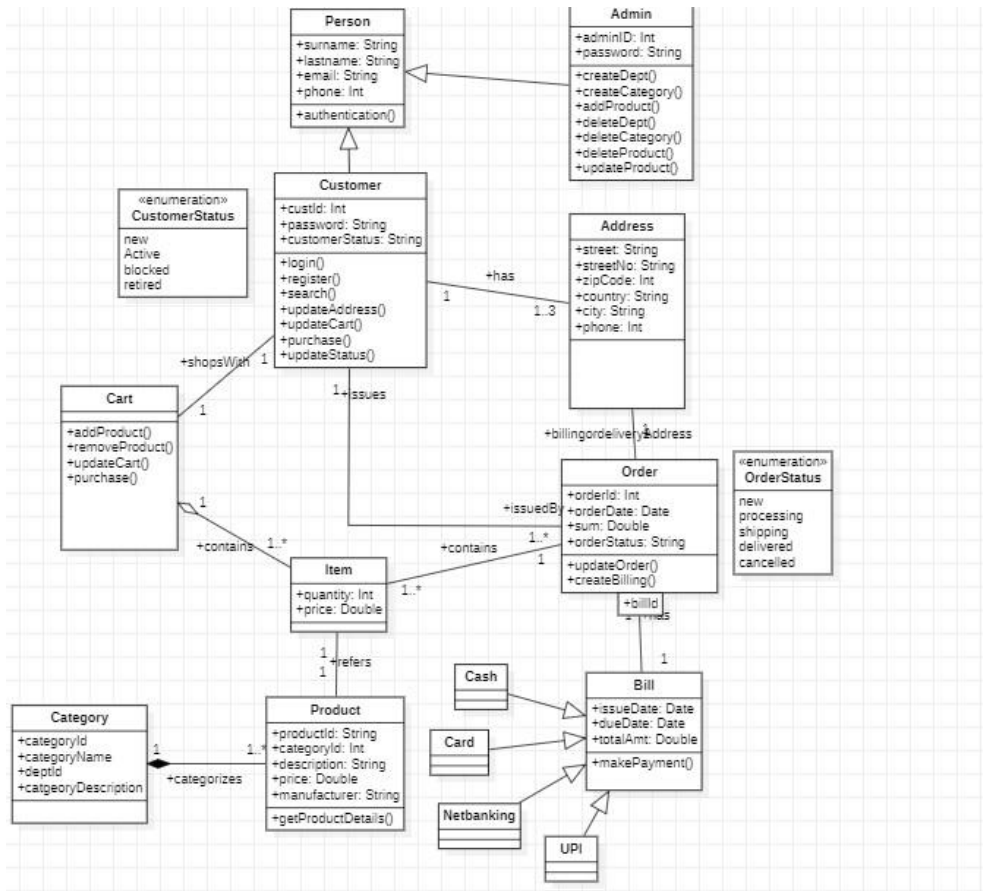 Person
+surname: String
+lastname: String
+email: String
+phone: Int
+authentication()
Admin
+adminID: Int
+password: String
+createDept()
+createCategory()
+addProduct()
+deleteDept()
+deleteCategory()
+deleteProduct()
+updateProduct()
«enumeration»
CustomerStatus
new
Active
blocked
retired
Customer
+custId: Int
+password: String
+customerStatus: String
+login()
+register()
+search()
+updateAddress()
+updateCart()
+purchase()
+updateStatus()
Address
+street: String
+streetNo: String
+zipCode: Int
+country: String
+city: String
+phone: Int
+has
1
1..3
+shopsWith
1
1
1
+issues
Cart
+addProduct()
+removeProduct()
+updateCart()
+purchase()
+billingordeliveryAddress
1
Order
+orderId: Int
+orderDate: Date
+sum: Double
+orderStatus: String
+updateOrder()
+createBilling()
«enumeration»
OrderStatus
new
processing
shipping
delivered
cancelled
+issuedBy
1..*
1
+contains
1..*
1
+contains
1..*
Item
+quantity: Int
+price: Double
+billId
1
+has
1
1
+refers
1
Cash
Card
Netbanking
UPI
Bill
+issueDate: Date
+dueDate: Date
+totalAmt: Double
+makePayment()
Category
+categoryId
+categoryName
+deptId
+catgeoryDescription
1
1..*
+categorizes
Product
+productId: String
+categoryId: Int
+description: String
+price: Double
+manufacturer: String
+getProductDetails()